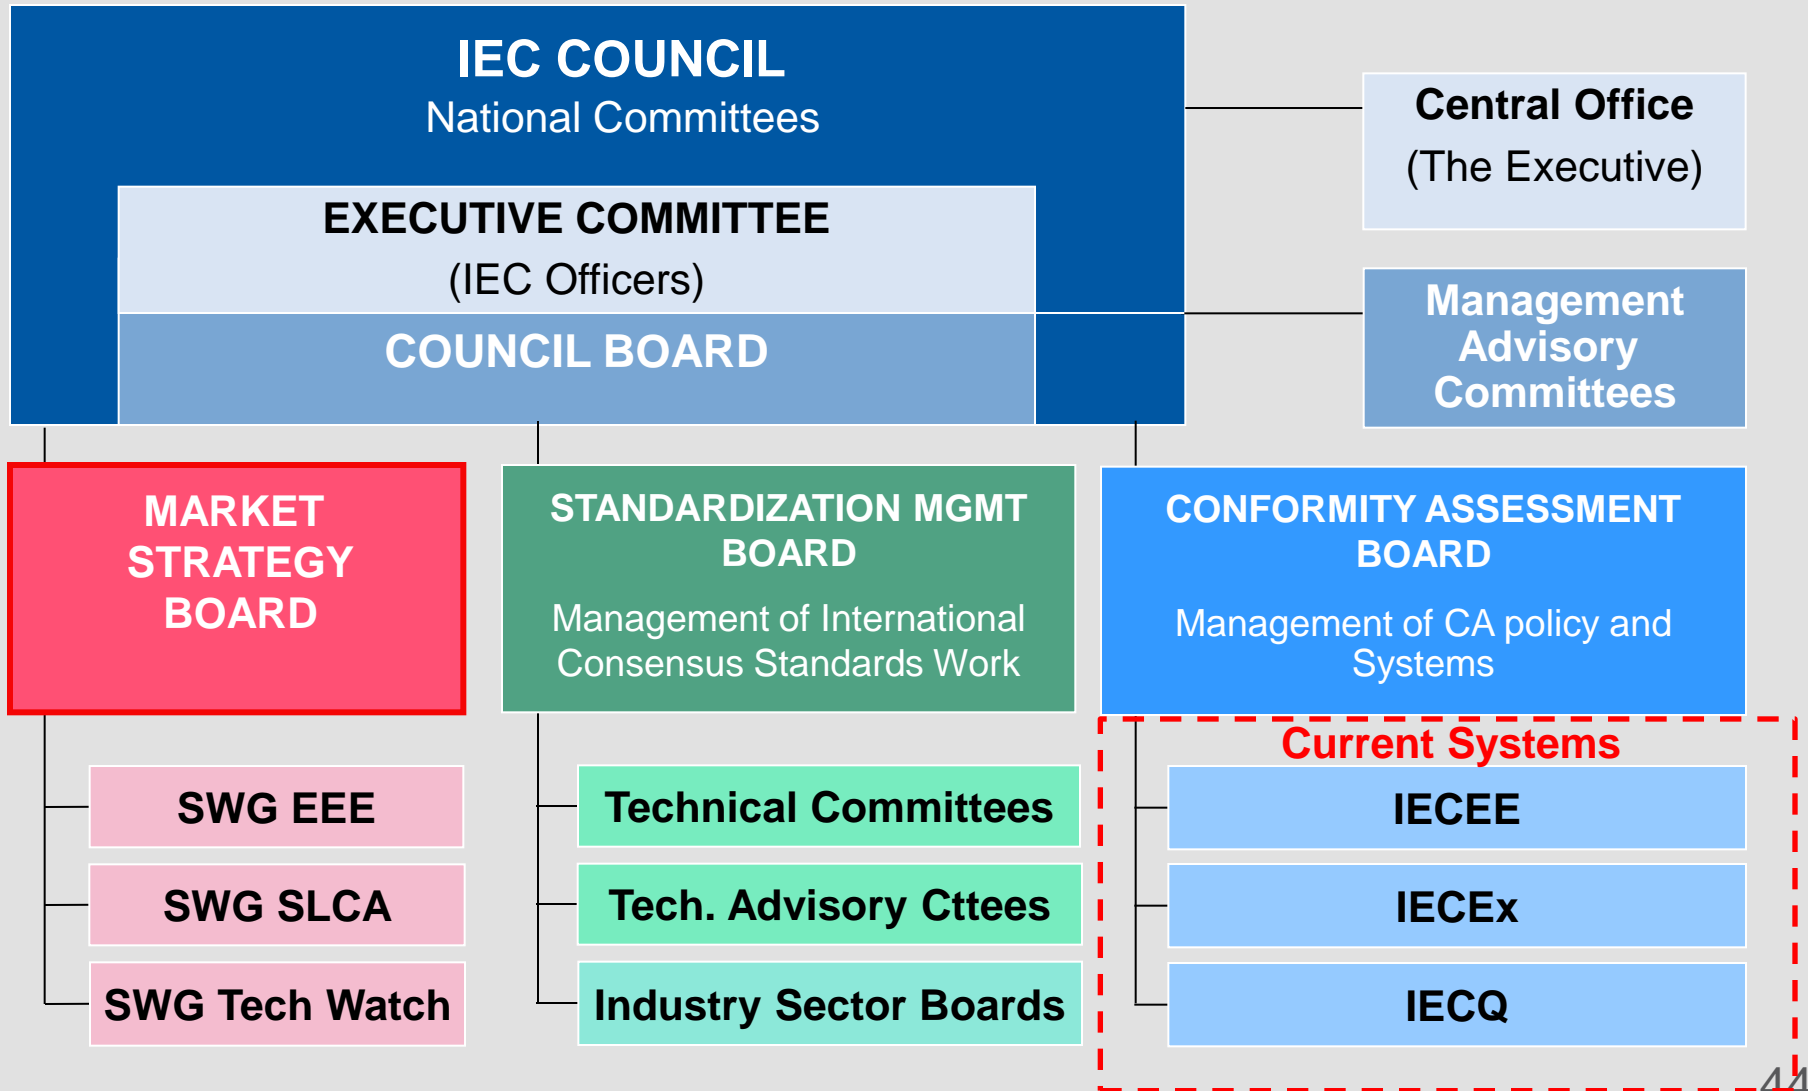 IEC COUNCIL
National Committees
Central Office
(The Executive)
EXECUTIVE COMMITTEE
(IEC Officers)
COUNCIL BOARD
Management
Advisory
Committees
MARKET
STRATEGY
BOARD
STANDARDIZATION MGMT
BOARD
Management of International
Consensus Standards Work
CONFORMITY ASSESSMENT
BOARD
Management of CA policy and
Systems
SWG EEE
SWG SLCA
SWG Tech Watch
Technical Committees
Tech. Advisory Cttees
Industry Sector Boards
Current Systems
IECEE
IECEx
IECQ
44